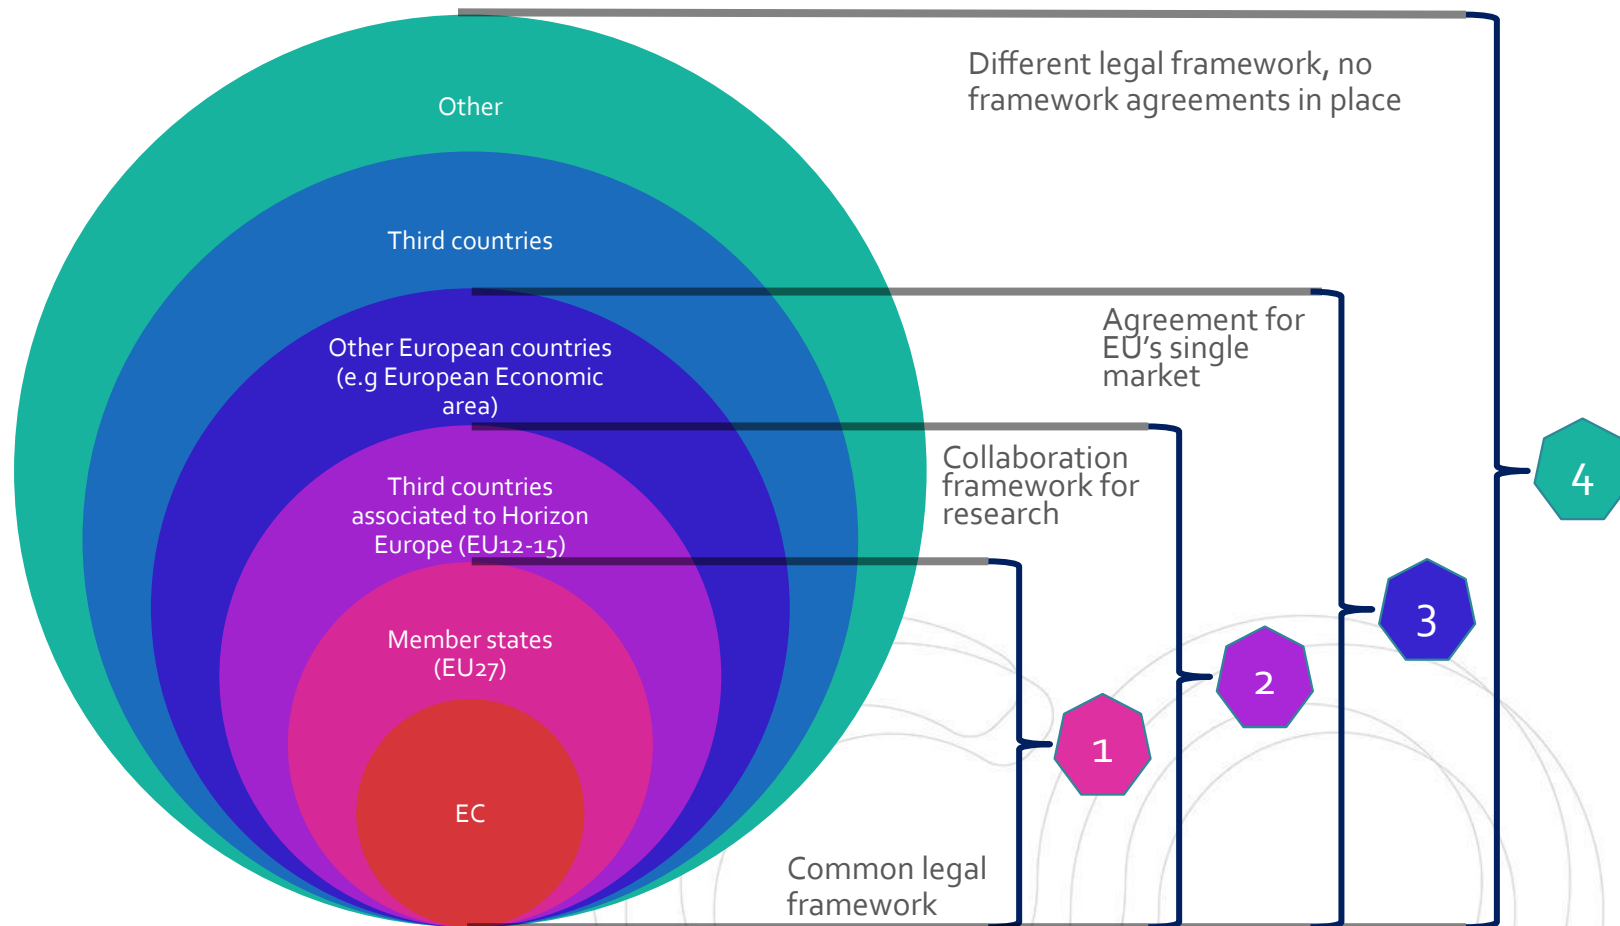 Different legal framework, no
framework agreements in place
Other
Third countries
Agreement for
EU's single
market
Other European countries
(e.g European Economic
area)
Collaboration
framework for
research
Third countries
associated to Horizon
Europe (EU12-15)
4
3
Member states
(EU27)
2
1
EC
Common legal
framework